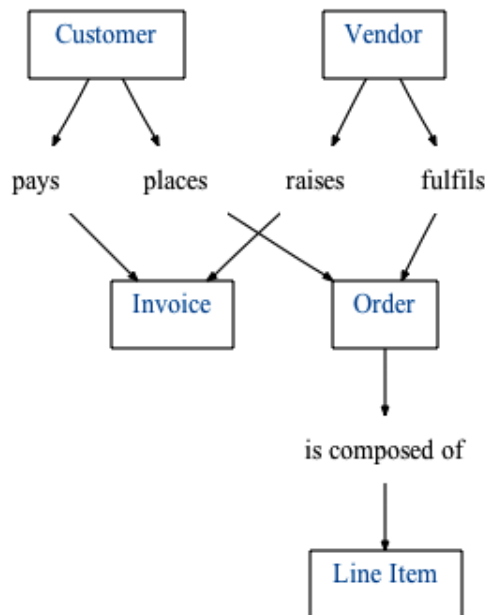 Customer Vendor
pays places raises fulfils
Invoice Order
is composed of
Line Item